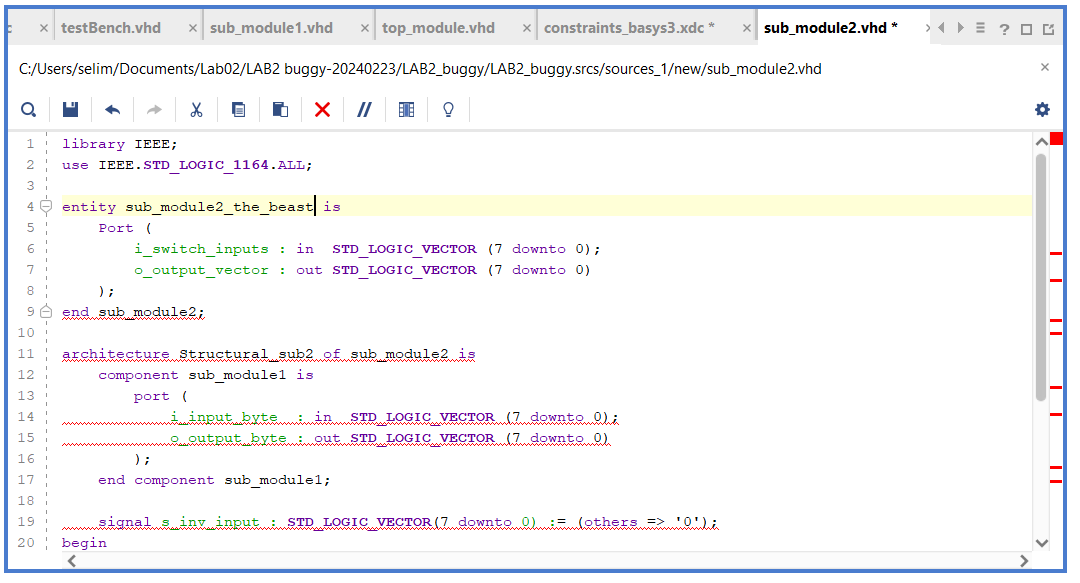 c testBench.vhd sub_module1.vhd top_module.vhd constraints_basys3.xdc * sub_module2.vhd *
C:/Users/selim/Documents/Lab02/LAB2 buggy-20240223/LAB2_buggy/LAB2_buggy.srcs/sources_1/new/sub_module2.vhd
1 library IEEE;
2 use IEEE.STD_LOGIC_1164.ALL;
3
4 entity sub_module2_the_beast is
5 Port (
6 i_switch_inputs : in  STD_LOGIC_VECTOR (7 downto 0);
7 o_output_vector : out STD_LOGIC_VECTOR (7 downto 0)
8 );
9 end sub_module2;
10
11 architecture Structural_sub2 of sub_module2 is
12 component sub_module1 is
13 port (
14 i_input_byte  : in  STD_LOGIC_VECTOR (7 downto 0);
15 o_output_byte : out STD_LOGIC_VECTOR (7 downto 0)
16 );
17 end component sub_module1;
18
19 signal s_inv_input : STD_LOGIC_VECTOR(7 downto 0) := (others => '0');
20 begin